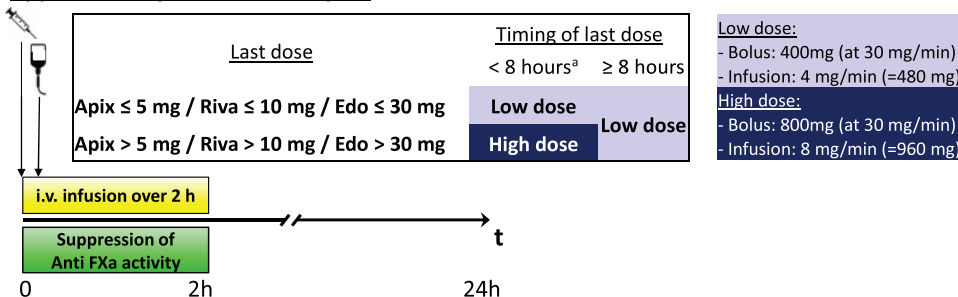 Timing of last dose
Last dose
< 8 hoursᵃ ≥ 8 hours
Apix ≤ 5 mg / Riva ≤ 10 mg / Edo ≤ 30 mg Low dose
Low dose
Apix > 5 mg / Riva > 10 mg / Edo > 30 mg High dose
Low dose:
- Bolus: 400mg (at 30 mg/min)
- Infusion: 4 mg/min (=480 mg)
High dose:
- Bolus: 800mg (at 30 mg/min)
- Infusion: 8 mg/min (=960 mg)
i.v. infusion over 2 h
t
Suppression of
Anti FXa activity
0 2h 24h